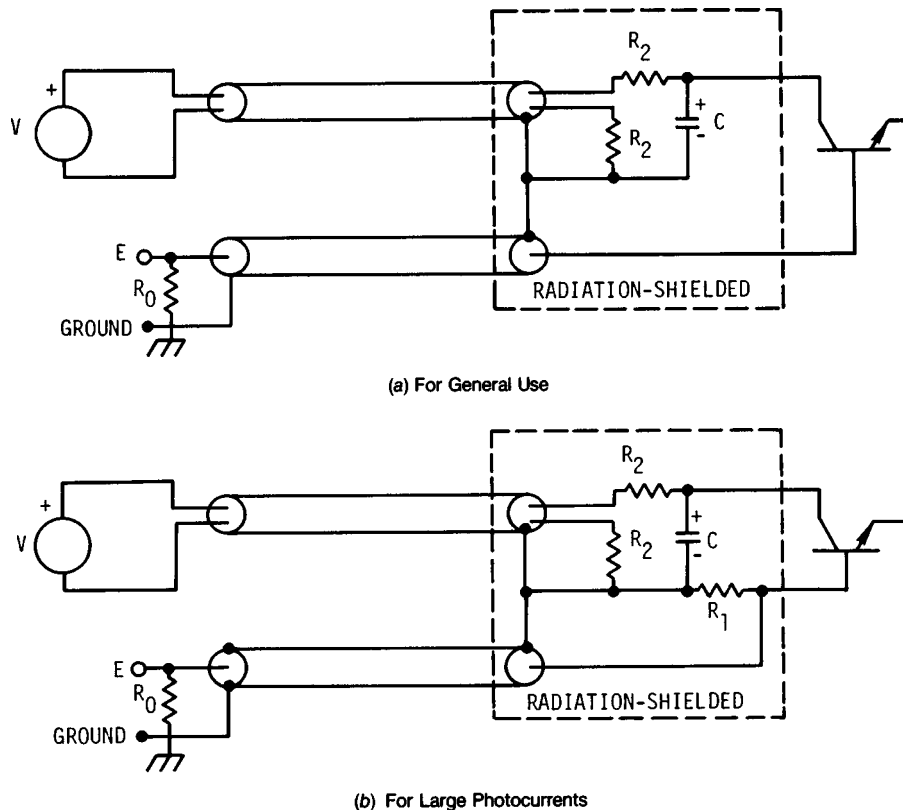 R2
+
+
V
R2
C
-
E
R0
RADIATION-SHIELDED
GROUND
(a) For General Use
R2
+
+
V
R2
C
-
R1
E
R0
RADIATION-SHIELDED
GROUND
(b) For Large Photocurrents